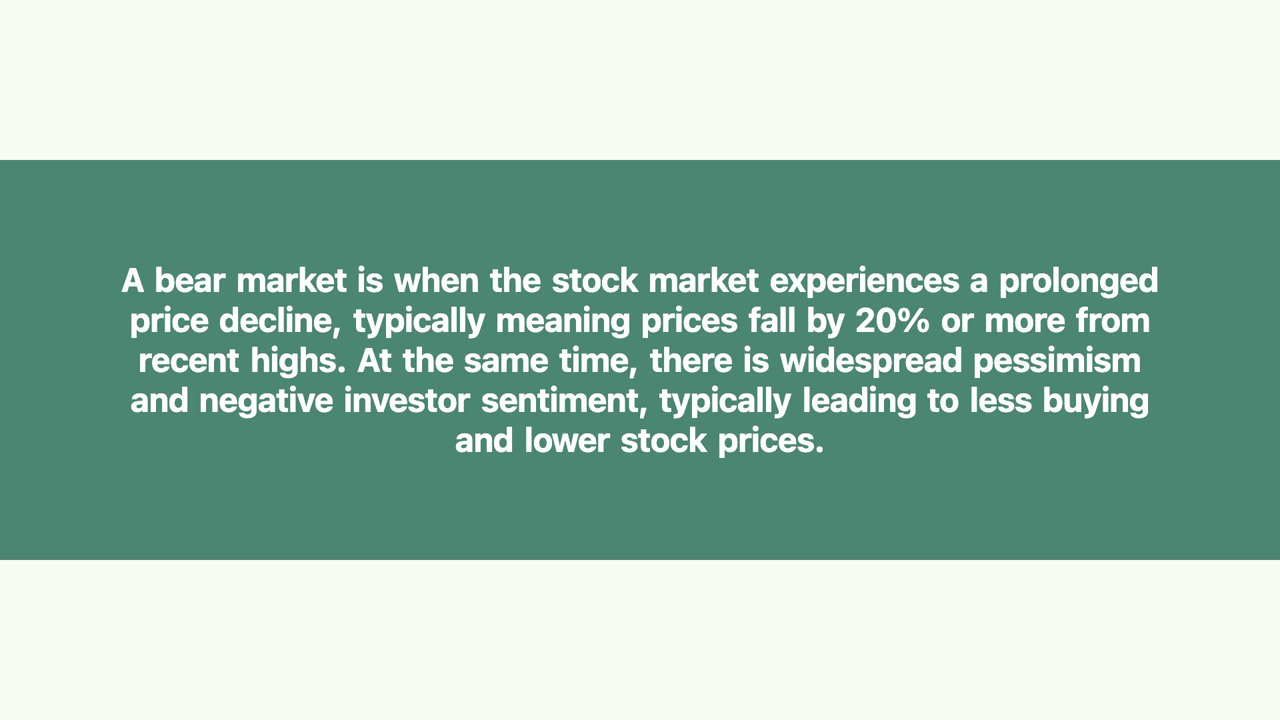 A bear market is when the stock market experiences a prolonged
price decline, typically meaning prices fall by 20% or more from
recent highs. At the same time, there is widespread pessimism
and negative investor sentiment, typically leading to less buying
and lower stock prices.